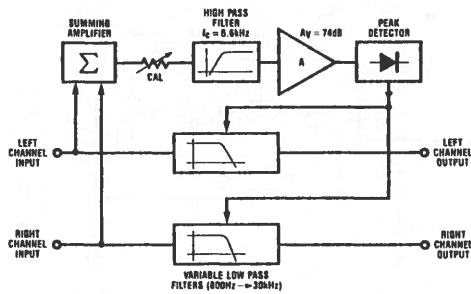 SUMMING
AMPLIFIER
Σ
CAL
HIGH PASS
FILTER
fC = 6.6kHz
AV = 74dB
A
PEAK
DETECTOR
LEFT
CHANNEL
INPUT
LEFT
CHANNEL
OUTPUT
RIGHT
CHANNEL
INPUT
RIGHT
CHANNEL
OUTPUT
VARIABLE LOW PASS
FILTERS (800Hz → 30kHz)